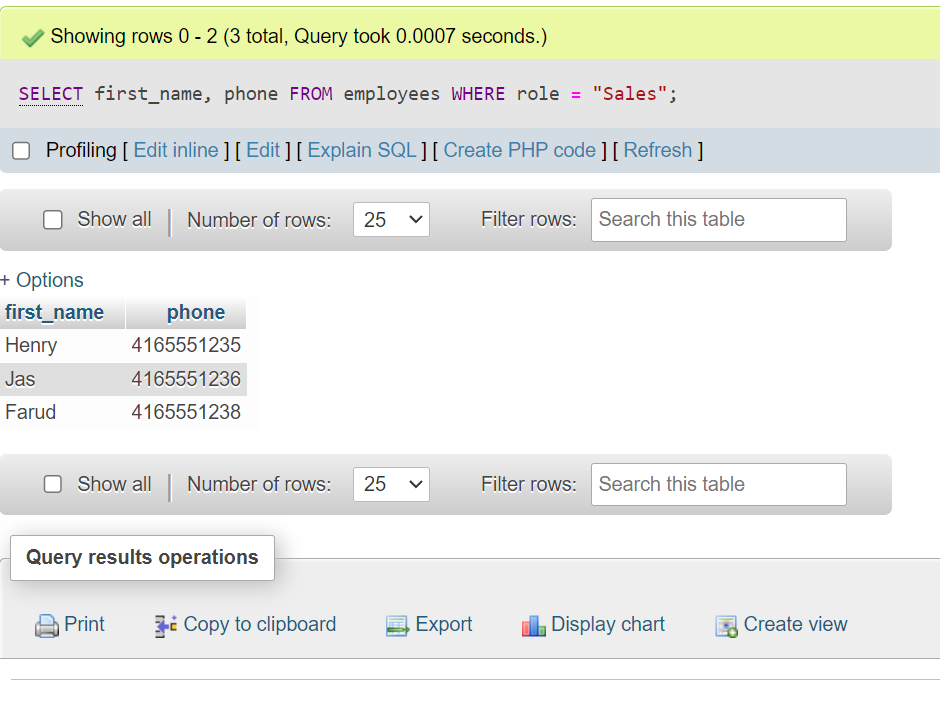 Showing rows 0 - 2 (3 total, Query took 0.0007 seconds.)
SELECT first_name, phone FROM employees WHERE role = "Sales";
Profiling [ Edit inline ] [ Edit ] [ Explain SQL ] [ Create PHP code ] [ Refresh ]
Show all | Number of rows: 25 Filter rows: Search this table
+ Options
first_name phone
Henry 4165551235
Jas 4165551236
Farud 4165551238
Show all | Number of rows: 25 Filter rows: Search this table
Query results operations
Print Copy to clipboard Export Display chart Create view